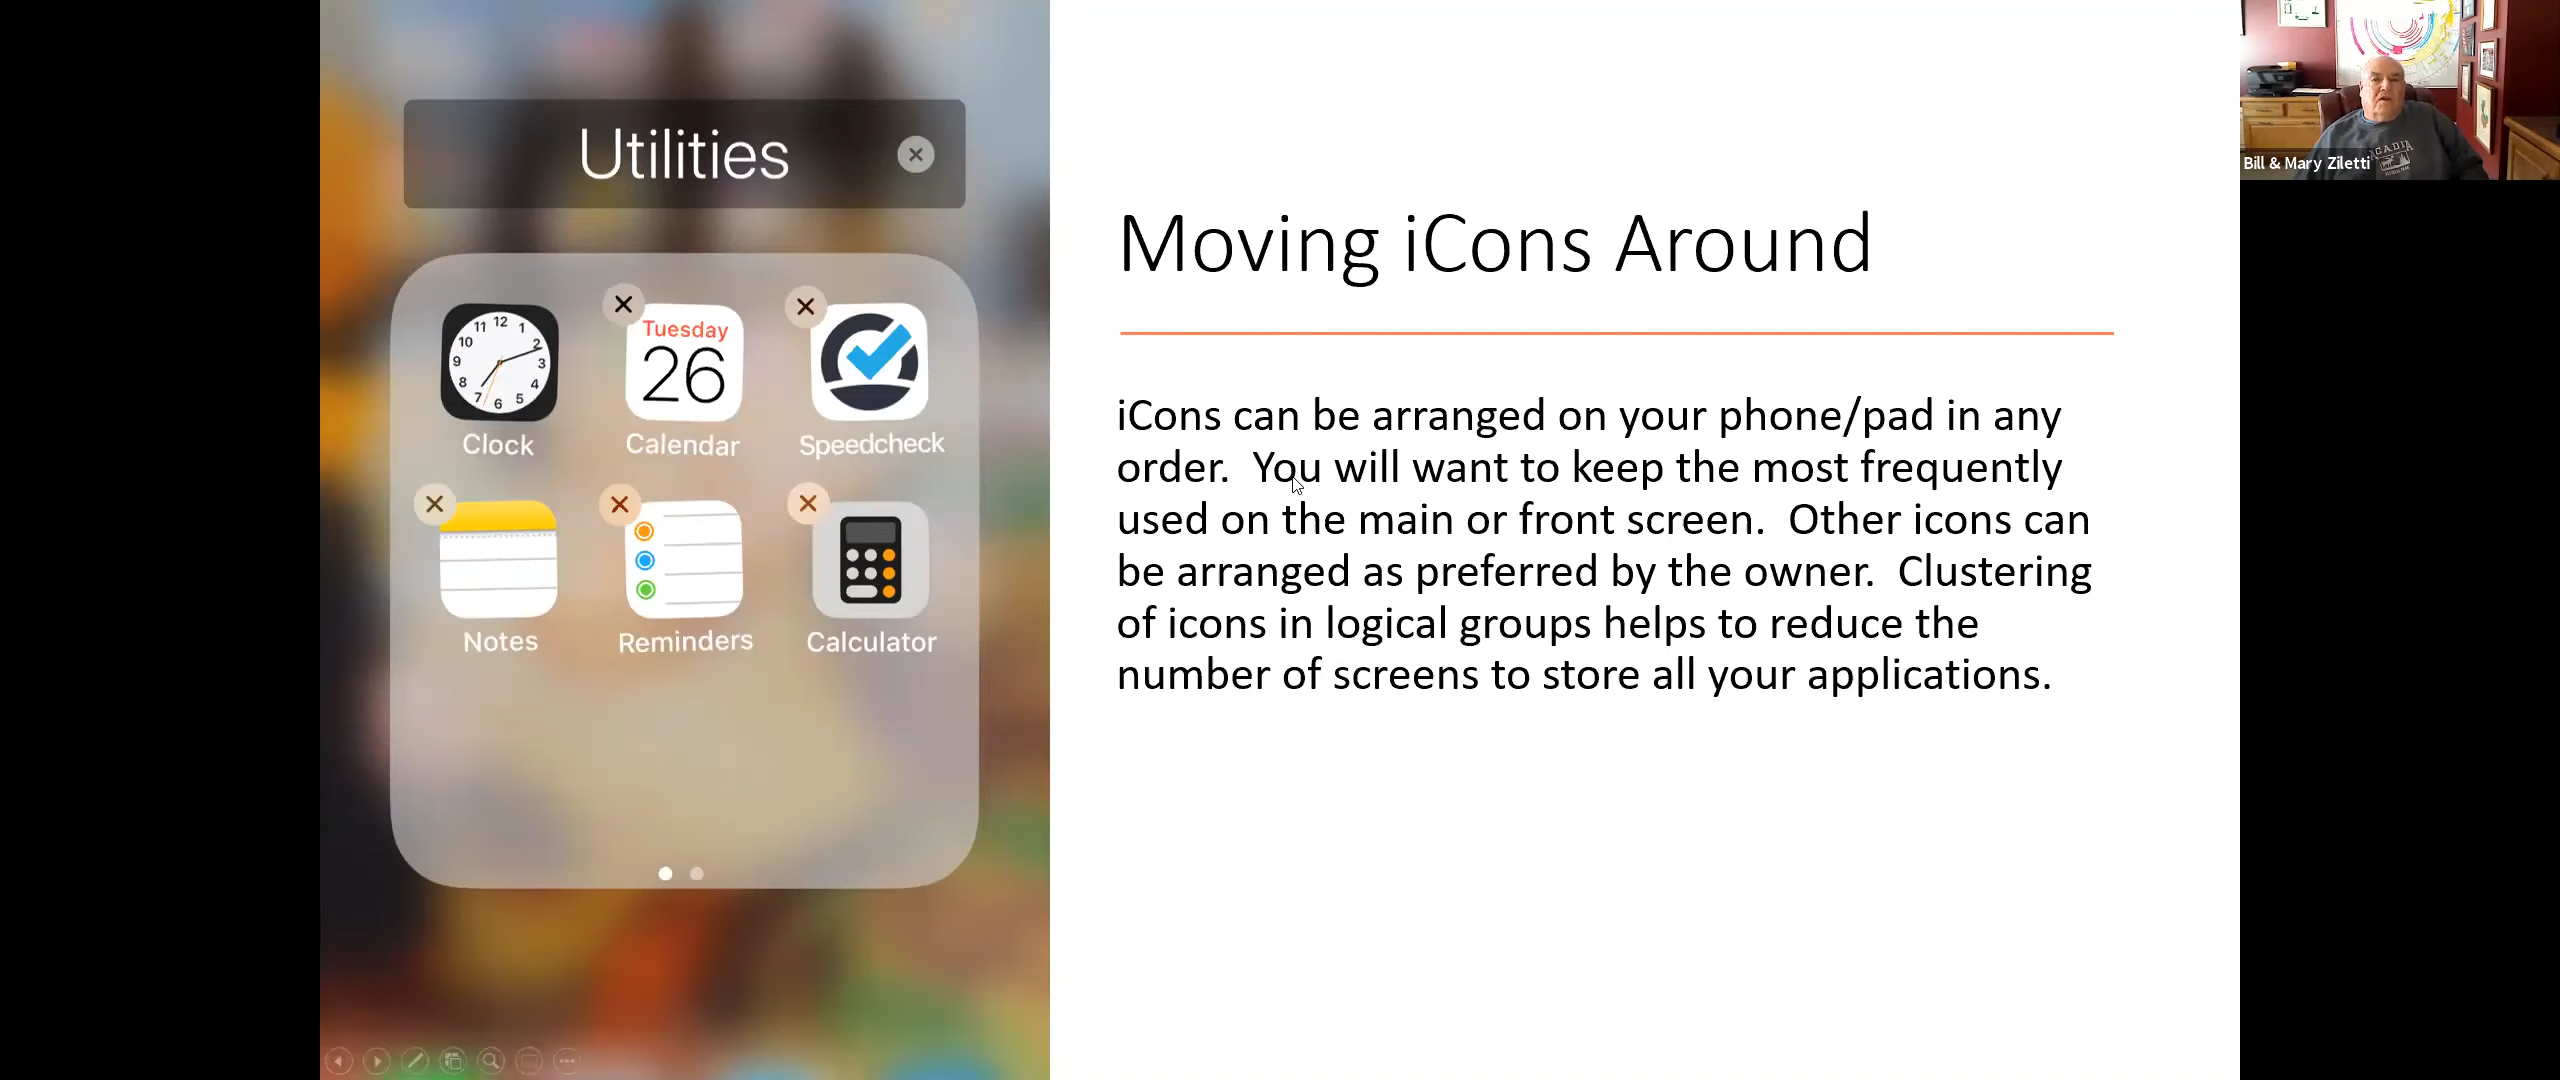 Utilities
11 12 1
10 2
9 3
8 4
7 6 5
Tuesday
26
Clock
Calendar
Speedcheck
Notes
Reminders
Calculator
Moving iCons Around
iCons can be arranged on your phone/pad in any
order.  You will want to keep the most frequently
used on the main or front screen.  Other icons can
be arranged as preferred by the owner.  Clustering
of icons in logical groups helps to reduce the
number of screens to store all your applications.
ACADIA
Bill & Mary Ziletti